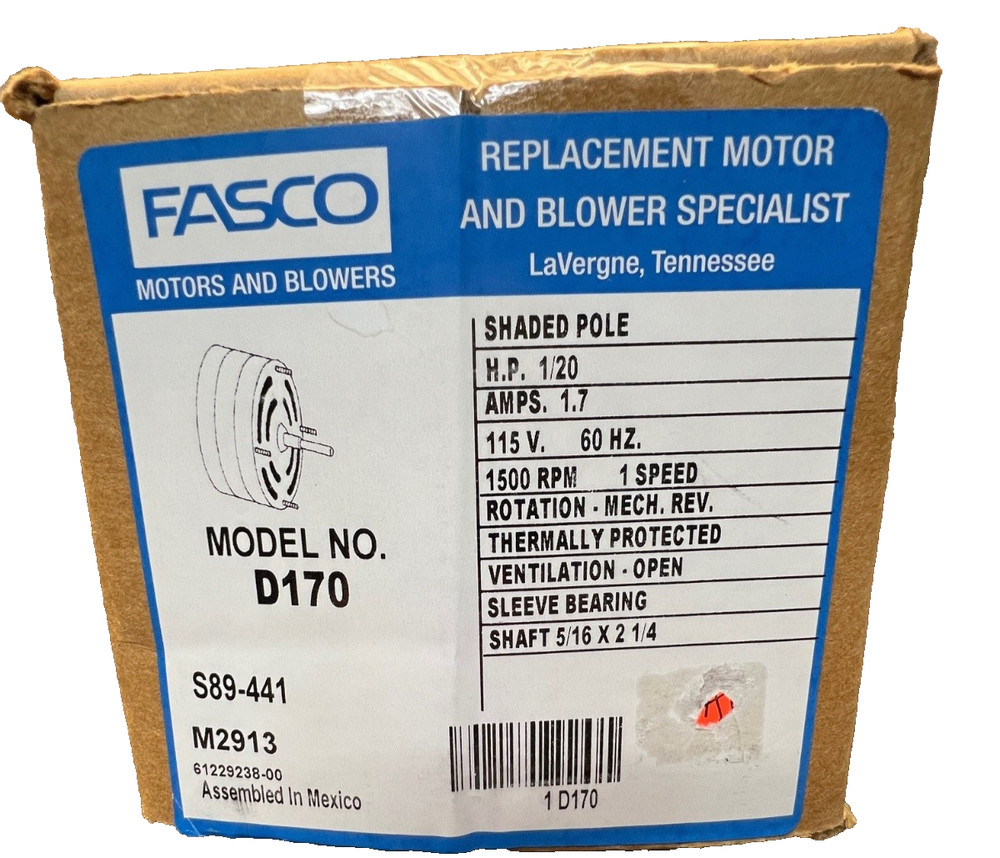 FASCO
MOTORS AND BLOWERS
REPLACEMENT MOTOR
AND BLOWER SPECIALIST
LaVergne, Tennessee
SHADED POLE
H.P. 1/20
AMPS. 1.7
115 V. 60 HZ.
1500 RPM 1 SPEED
ROTATION - MECH. REV.
THERMALLY PROTECTED
VENTILATION - OPEN
SLEEVE BEARING
SHAFT 5/16 X 2 1/4
MODEL NO.
D170
S89-441
M2913
61229238-00
Assembled In Mexico
1 D170